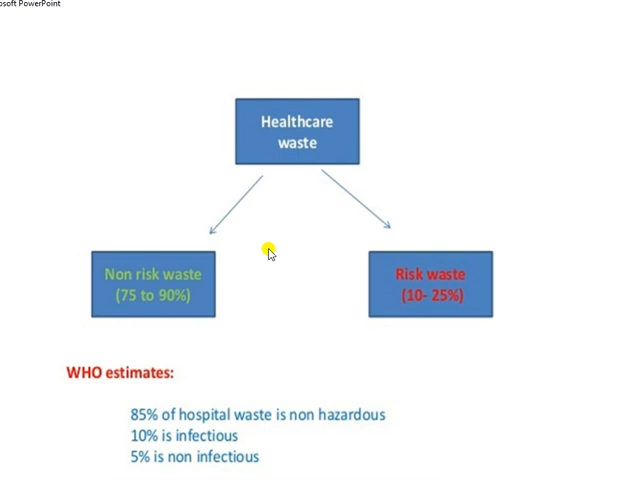 osoft PowerPoint
Healthcare
waste
Non risk waste
(75 to 90%)
Risk waste
(10- 25%)
WHO estimates:
85% of hospital waste is non hazardous
10% is infectious
5% is non infectious